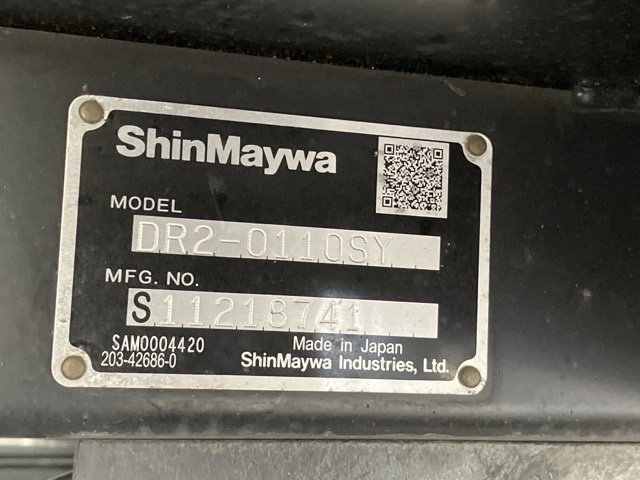 ShinMaywa
MODEL
DR2-0110SY
MFG. NO.
S11218741
SAM0004420
203-42686-0
Made in Japan
ShinMaywa Industries, Ltd.